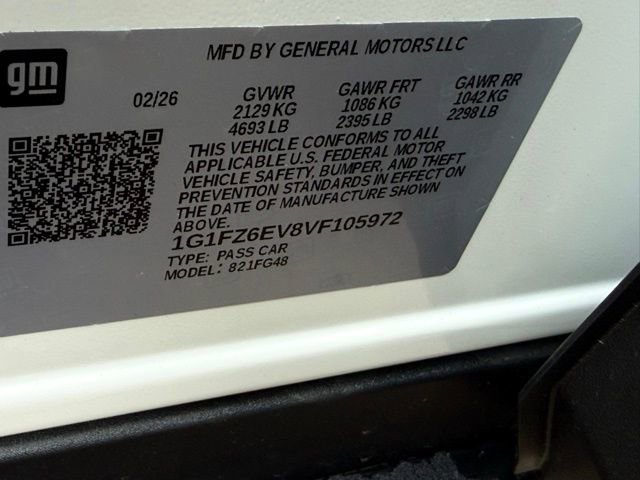 gm
MFD BY GENERAL MOTORS LLC
02/26
GVWR
2129 KG
4693 LB
GAWR FRT
1086 KG
2395 LB
GAWR RR
1042 KG
2298 LB
THIS VEHICLE CONFORMS TO ALL
APPLICABLE U.S. FEDERAL MOTOR
VEHICLE SAFETY, BUMPER, AND THEFT
PREVENTION STANDARDS IN EFFECT ON
THE DATE OF MANUFACTURE SHOWN
ABOVE.
1G1FZ6EV8VF105972
TYPE: PASS CAR
MODEL: 821FG48